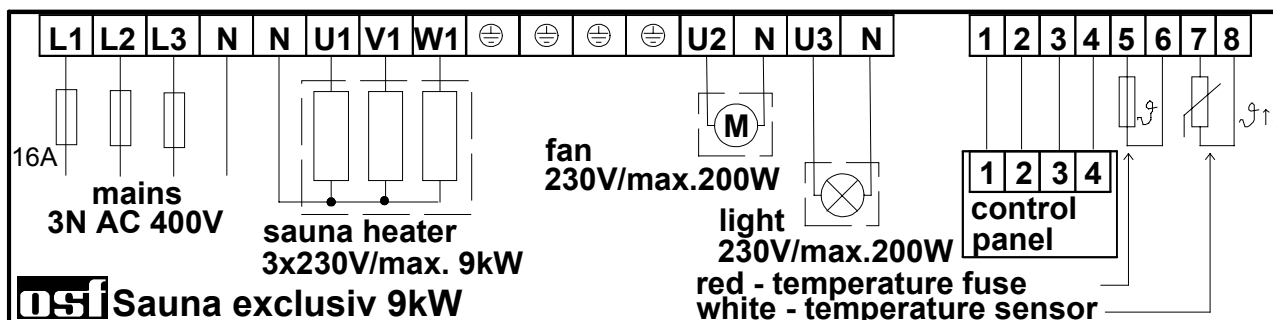 L1 L2 L3 N N U1 V1 W1 U2 N U3 N 1 2 3 4 5 6 7 8
16A
mains
3N AC 400V
sauna heater
3x230V/max. 9kW
M
fan
230V/max.200W
light
230V/max.200W
1 2 3 4
control
panel
ϑ
ϑ↑
red - temperature fuse
white - temperature sensor
osf Sauna exclusiv 9kW